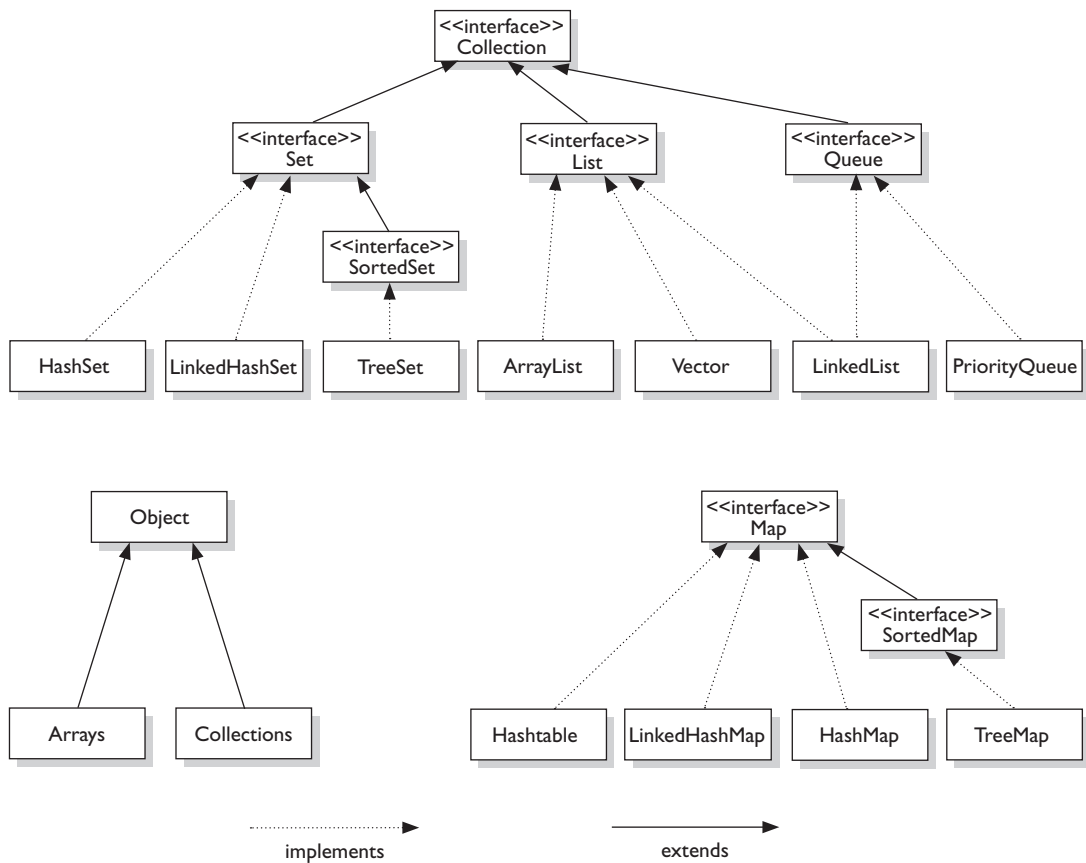 <<interface>>
Collection
<<interface>>
Set
<<interface>>
List
<<interface>>
Queue
<<interface>>
SortedSet
HashSet
LinkedHashSet
TreeSet
ArrayList
Vector
LinkedList
PriorityQueue
Object
<<interface>>
Map
<<interface>>
SortedMap
Arrays
Collections
Hashtable
LinkedHashMap
HashMap
TreeMap
implements
extends